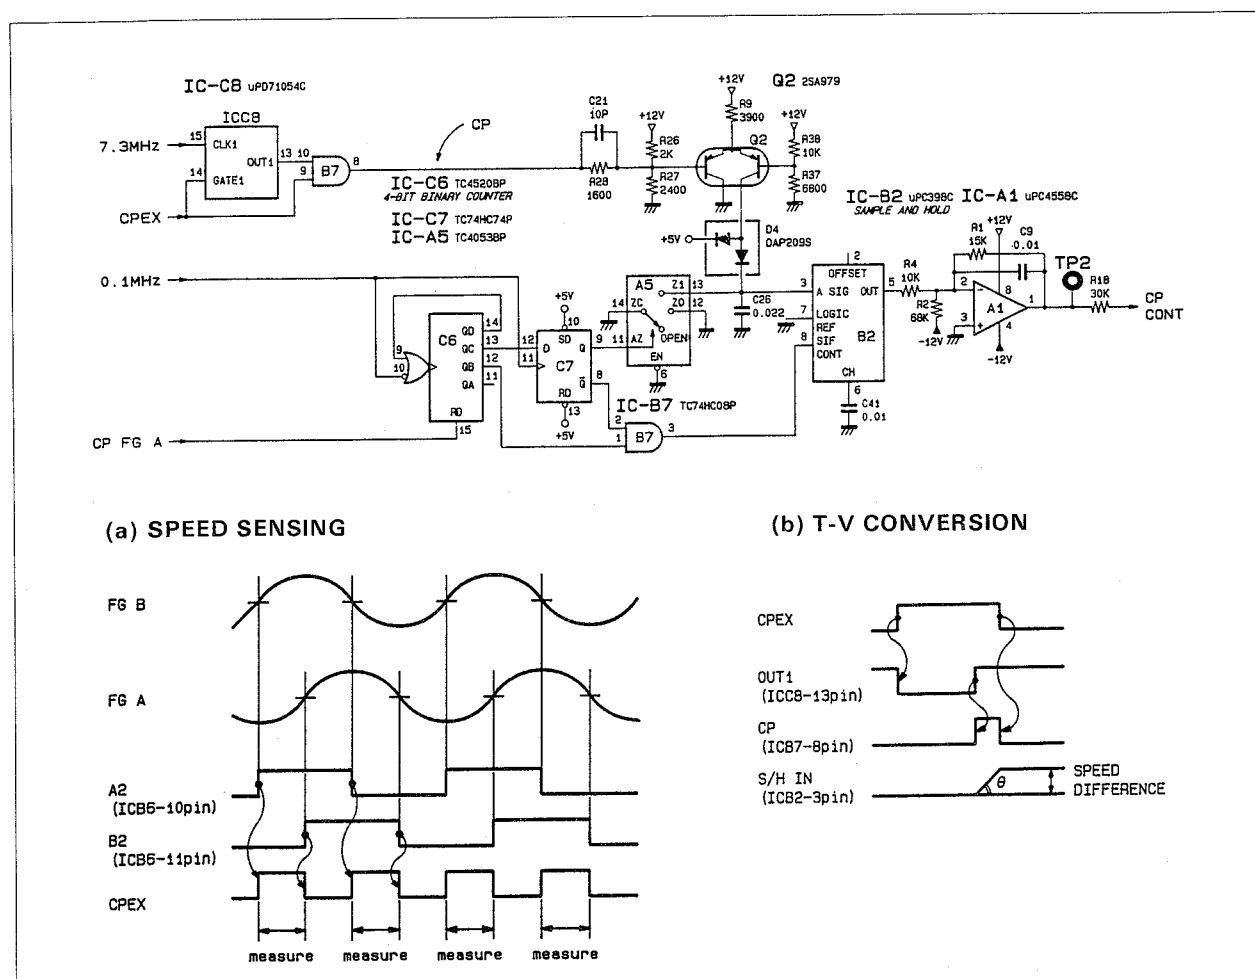 IC-C8 uPD71054C
ICC8
7.3MHz
15
CLK1
OUT1
13
10
14
GATE1
9
B7
8
CPEX
CP
C21
10P
R28
1600
+12V
R26
2K
R27
2400
+12V
R9
3900
Q2 2SA979
Q2
+12V
R38
10K
R37
6800
IC-C6 TC4520BP
4-BIT BINARY COUNTER
IC-C7 TC74HC74P
IC-A5 TC4053BP
IC-B2 uPC398C
SAMPLE AND HOLD
IC-A1 uPC4558C
+5V
D4
DAP209S
0.1MHz
9
10
C6
QD
14
QC
13
QB
12
QA
11
RD
15
CP FG A
+5V
10
SD
12
D
Q
9
11
C7
Q̅
8
RD
13
+5V
A5
Z1
13
14
ZC
Z0
12
11
AZ
OPEN
EN
6
C26
0.022
IC-B7 TC74HC08P
2
1
B7
3
2
OFFSET
3
A SIG
OUT
5
7
LOGIC
REF
8
SIF
CONT
B2
CH
6
C41
0.01
R4
10K
R2
68K
-12V
+12V
R1
15K
C9
0.01
2
8
A1
1
3
4
-12V
TP2
R18
30K
CP
CONT
(a) SPEED SENSING
FG B
FG A
A2
(ICB6-10pin)
B2
(ICB6-11pin)
CPEX
measure measure measure measure
(b) T-V CONVERSION
CPEX
OUT1
(ICC8-13pin)
CP
(ICB7-8pin)
S/H IN
(ICB2-3pin)
θ
SPEED
DIFFERENCE